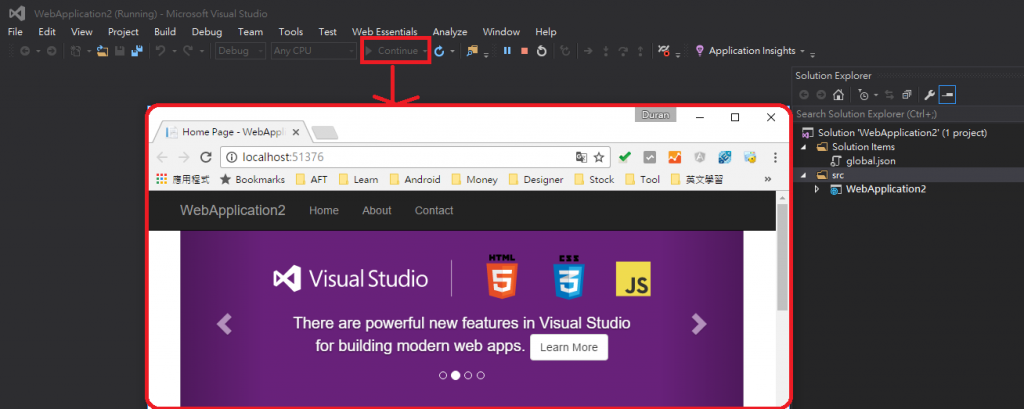 WebApplication2 (Running) - Microsoft Visual Studio
File Edit View Project Build Debug Team Tools Test Web Essentials Analyze Window Help
Debug Any CPU Continue Application Insights
Solution Explorer
Search Solution Explorer (Ctrl+;)
Solution 'WebApplication2' (1 project)
Solution Items
global.json
src
WebApplication2
Duran
Home Page - WebAppli
localhost:51376
應用程式 Bookmarks AFT Learn Android Money Designer Stock Tool 英文學習 »
WebApplication2 Home About Contact
Visual Studio HTML 5 CSS 3 JS
There are powerful new features in Visual Studio
for building modern web apps. Learn More